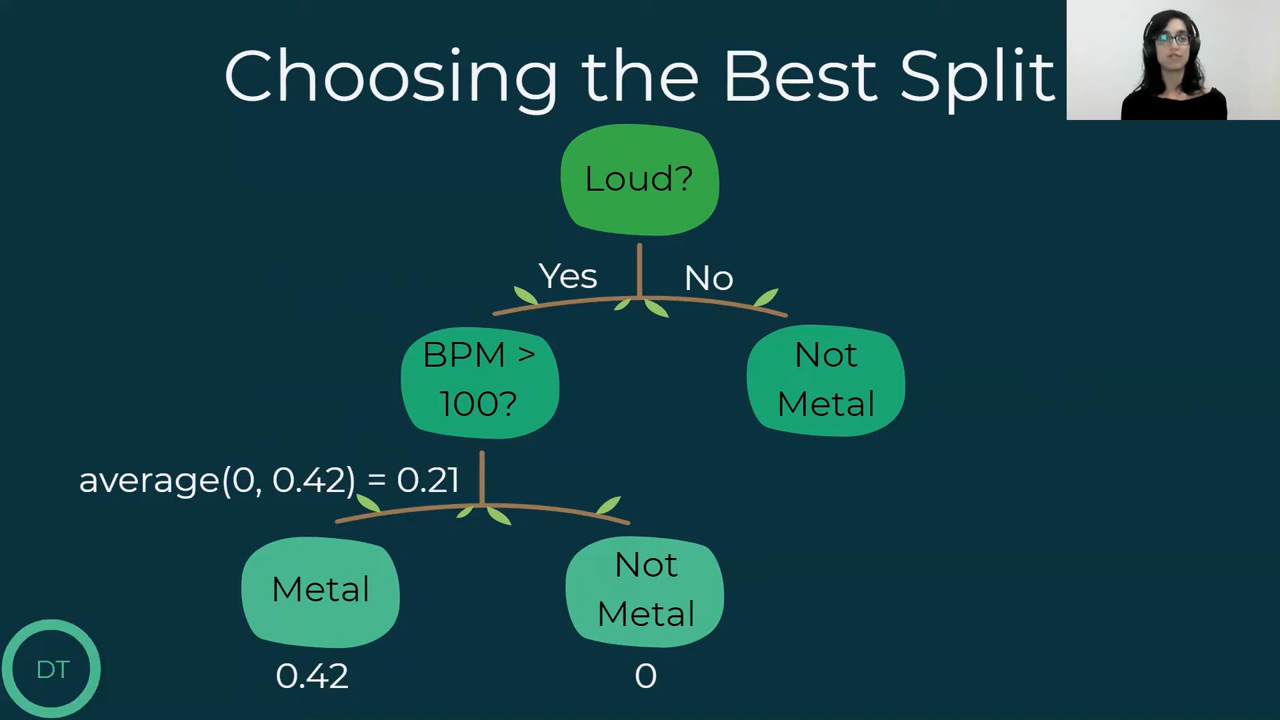 Choosing the Best Split
Loud?
Yes
No
BPM >
100?
Not
Metal
average(0, 0.42) = 0.21
Metal
Not
Metal
0.42
0
DT